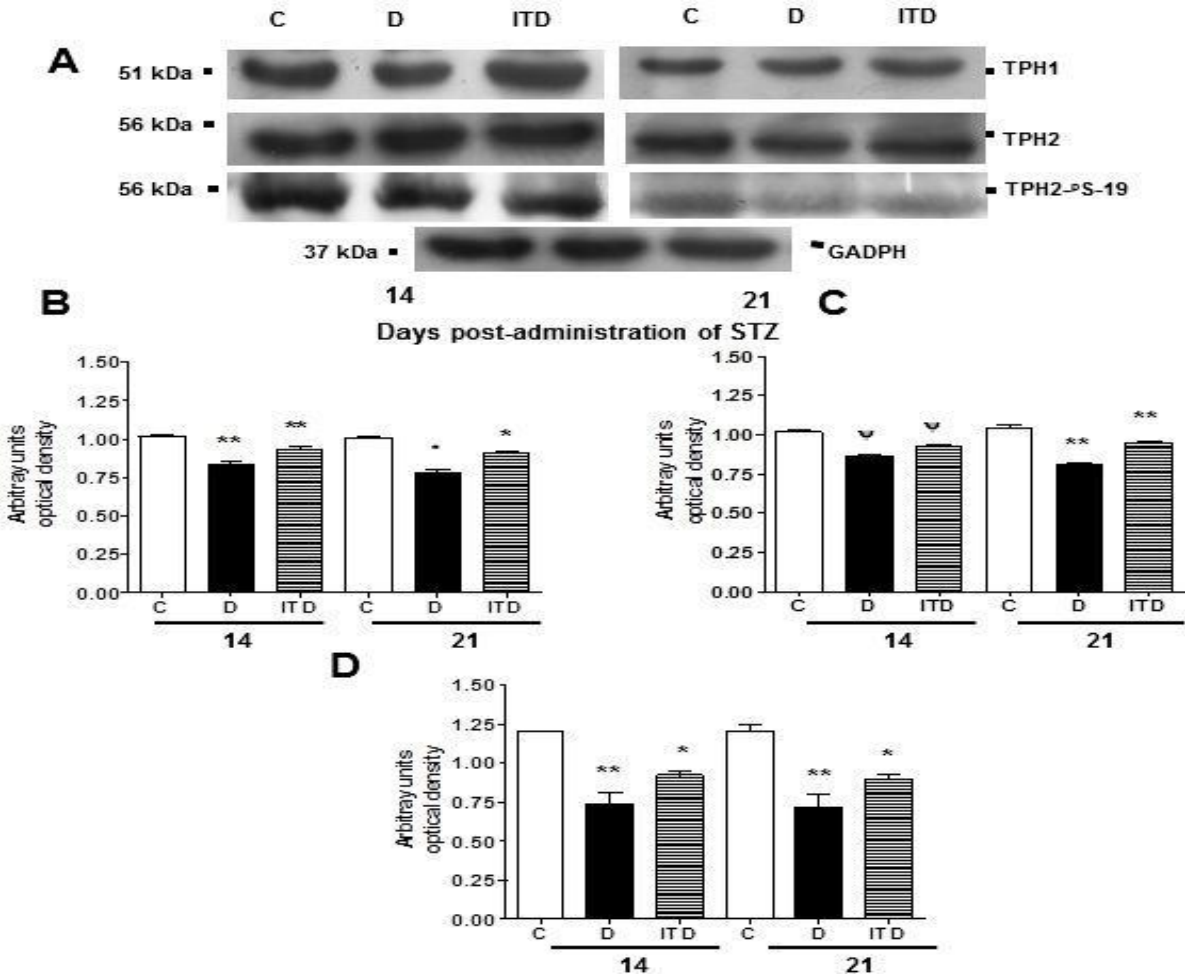 C D ITD C D ITD
A
51 kDa TPH1
56 kDa TPH2
56 kDa TPH2-PS-19
37 kDa GADPH
B 14 21 C
Days post-administration of STZ
Arbitray units
optical density
1.50
1.25
1.00
0.75
0.50
0.25
0.00
** ** * *
C D ITD C D ITD
14 21
Arbitray units
optical density
1.50
1.25
1.00
0.75
0.50
0.25
0.00
Ψ Ψ ** **
C D ITD C D ITD
14 21
D
Arbitray units
optical density
1.50
1.25
1.00
0.75
0.50
0.25
0.00
** * ** *
C D ITD C D ITD
14 21